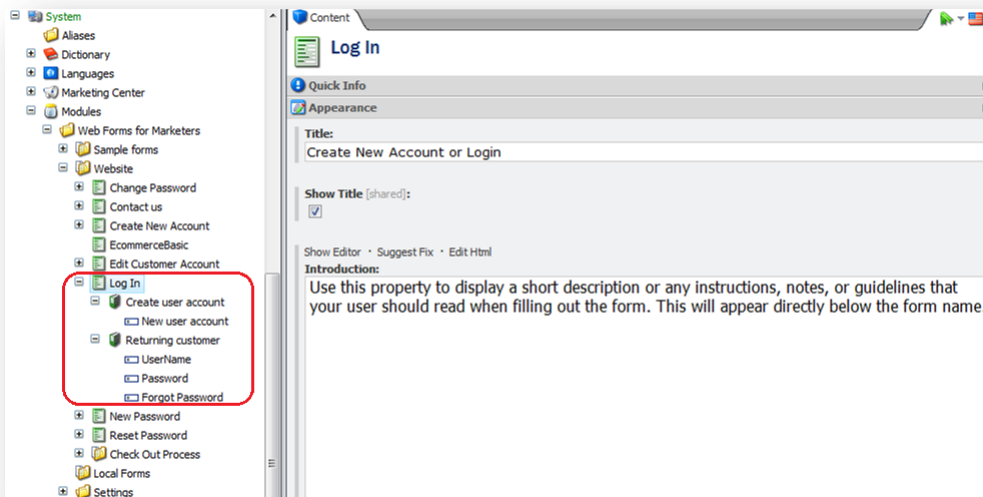 System
Aliases
Dictionary
Languages
Marketing Center
Modules
Web Forms for Marketers
Sample forms
Website
Change Password
Contact us
Create New Account
EcommerceBasic
Edit Customer Account
Log In
Create user account
New user account
Returning customer
UserName
Password
Forgot Password
New Password
Reset Password
Check Out Process
Local Forms
Settings
Content
Log In
Quick Info
Appearance
Title:
Create New Account or Login
Show Title [shared]:
Show Editor · Suggest Fix · Edit Html
Introduction:
Use this property to display a short description or any instructions, notes, or guidelines that
your user should read when filling out the form. This will appear directly below the form name.